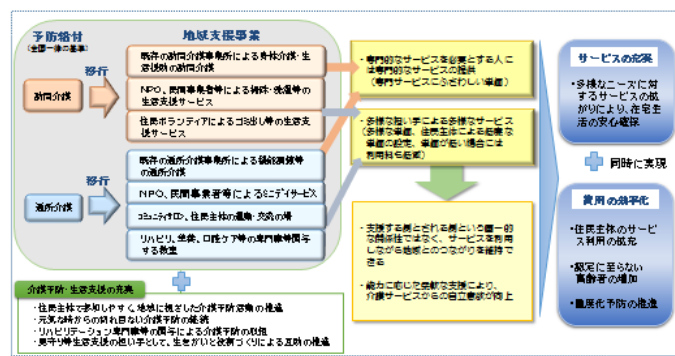 予防給付
(全国一律の基準)
地域支援事業
訪問介護
移行
既存の訪問介護事業所による身体介護・生
活援助の訪問介護
NPO、民間事業者等による掃除・洗濯等の
生活支援サービス
住民ボランティアによるゴミ出し等の生活支
援サービス
通所介護
移行
既存の通所介護事業所による機能訓練等
の通所介護
NPO、民間事業者等によるミニデイサービス
コミュニティサロン、住民主体の運動・交流の場
リハビリ、栄養、口腔ケア等の専門職等関与す
る教室
介護予防・生活支援の充実
・住民主体で参加しやすく、地域に根ざした介護予防活動の推進
・元気な時からの切れ目ない介護予防の継続
・リハビリテーション専門職等の関与による介護予防の取組
・見守り等生活支援の担い手として、生きがいと役割づくりによる互助の推進
・専門的なサービスを必要とする人に
は専門的なサービスの提供
(専門サービスにふさわしい単価)
・多様な担い手による多様なサービス
(多様な単価、住民主体による低廉な
単価の設定、単価が低い場合には
利用料も低減)
・支援する側とされる側という画一的
な関係性ではなく、サービスを利用し
ながら地域とのつながりを維持で
きる
・能力に応じた柔軟な支援により、
介護サービスからの自立意欲が向上
サービスの充実
・多様なニーズに対
するサービスの拡
がりにより、在宅生
活の安心確保
同時に実現
費用の効率化
・住民主体のサービ
ス利用の拡充
・認定に至らない
高齢者の増加
・重度化予防の推進